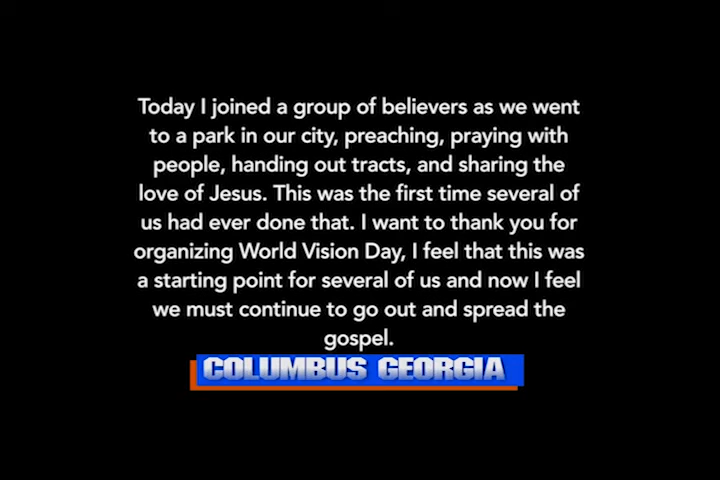 Today I joined a group of believers as we went
to a park in our city, preaching, praying with
people, handing out tracts, and sharing the
love of Jesus. This was the first time several of
us had ever done that. I want to thank you for
organizing World Vision Day, I feel that this was
a starting point for several of us and now I feel
we must continue to go out and spread the
gospel.
COLUMBUS GEORGIA